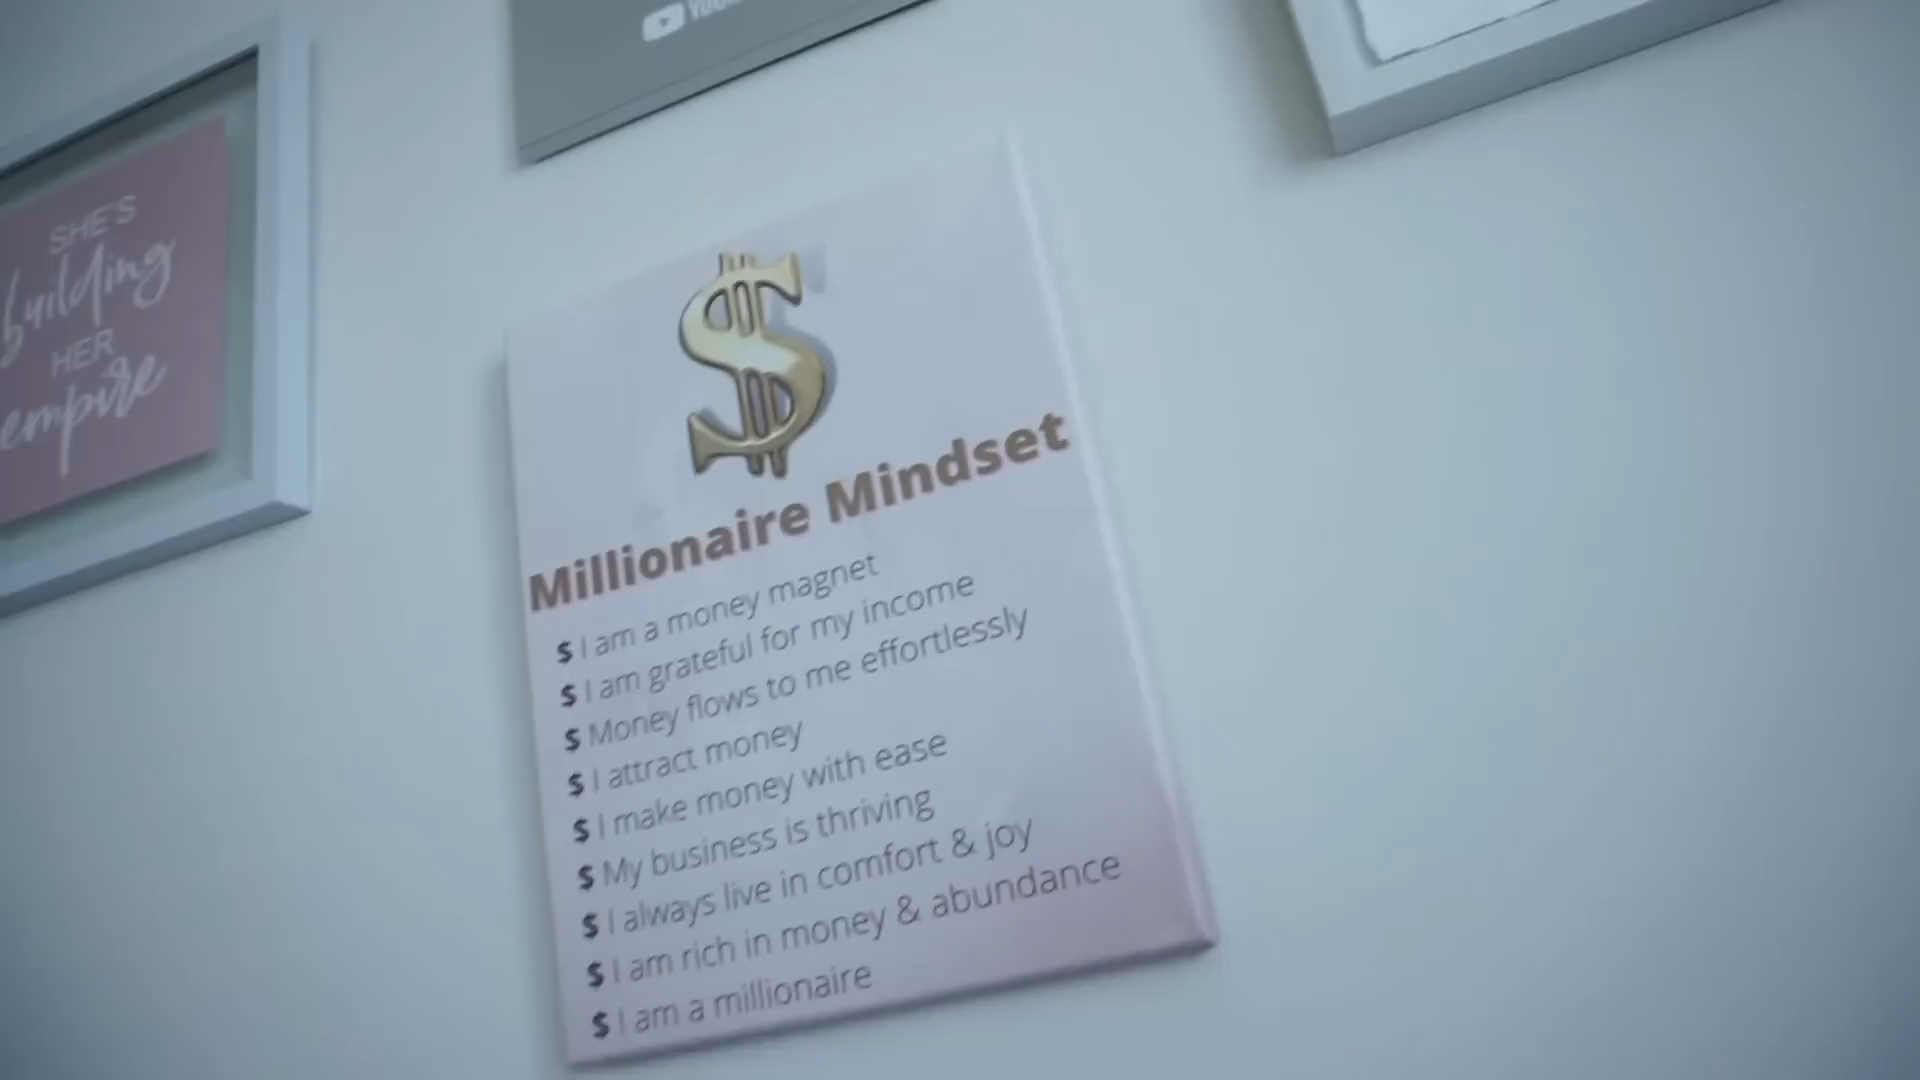 SHE'S
building
HER
empire
Millionaire Mindset
$ I am a money magnet
$ I am grateful for my income
$ Money flows to me effortlessly
$ I attract money
$ I make money with ease
$ My business is thriving
$ I always live in comfort & joy
$ I am rich in money & abundance
$ I am a millionaire